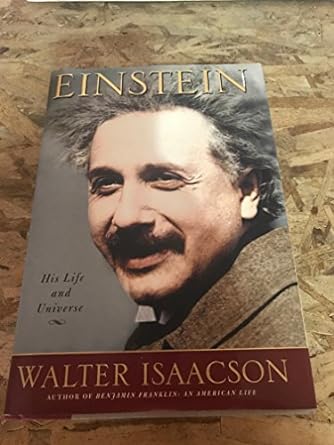 EINSTEIN
His Life
and
Universe
WALTER ISAACSON
AUTHOR OF BENJAMIN FRANKLIN: AN AMERICAN LIFE